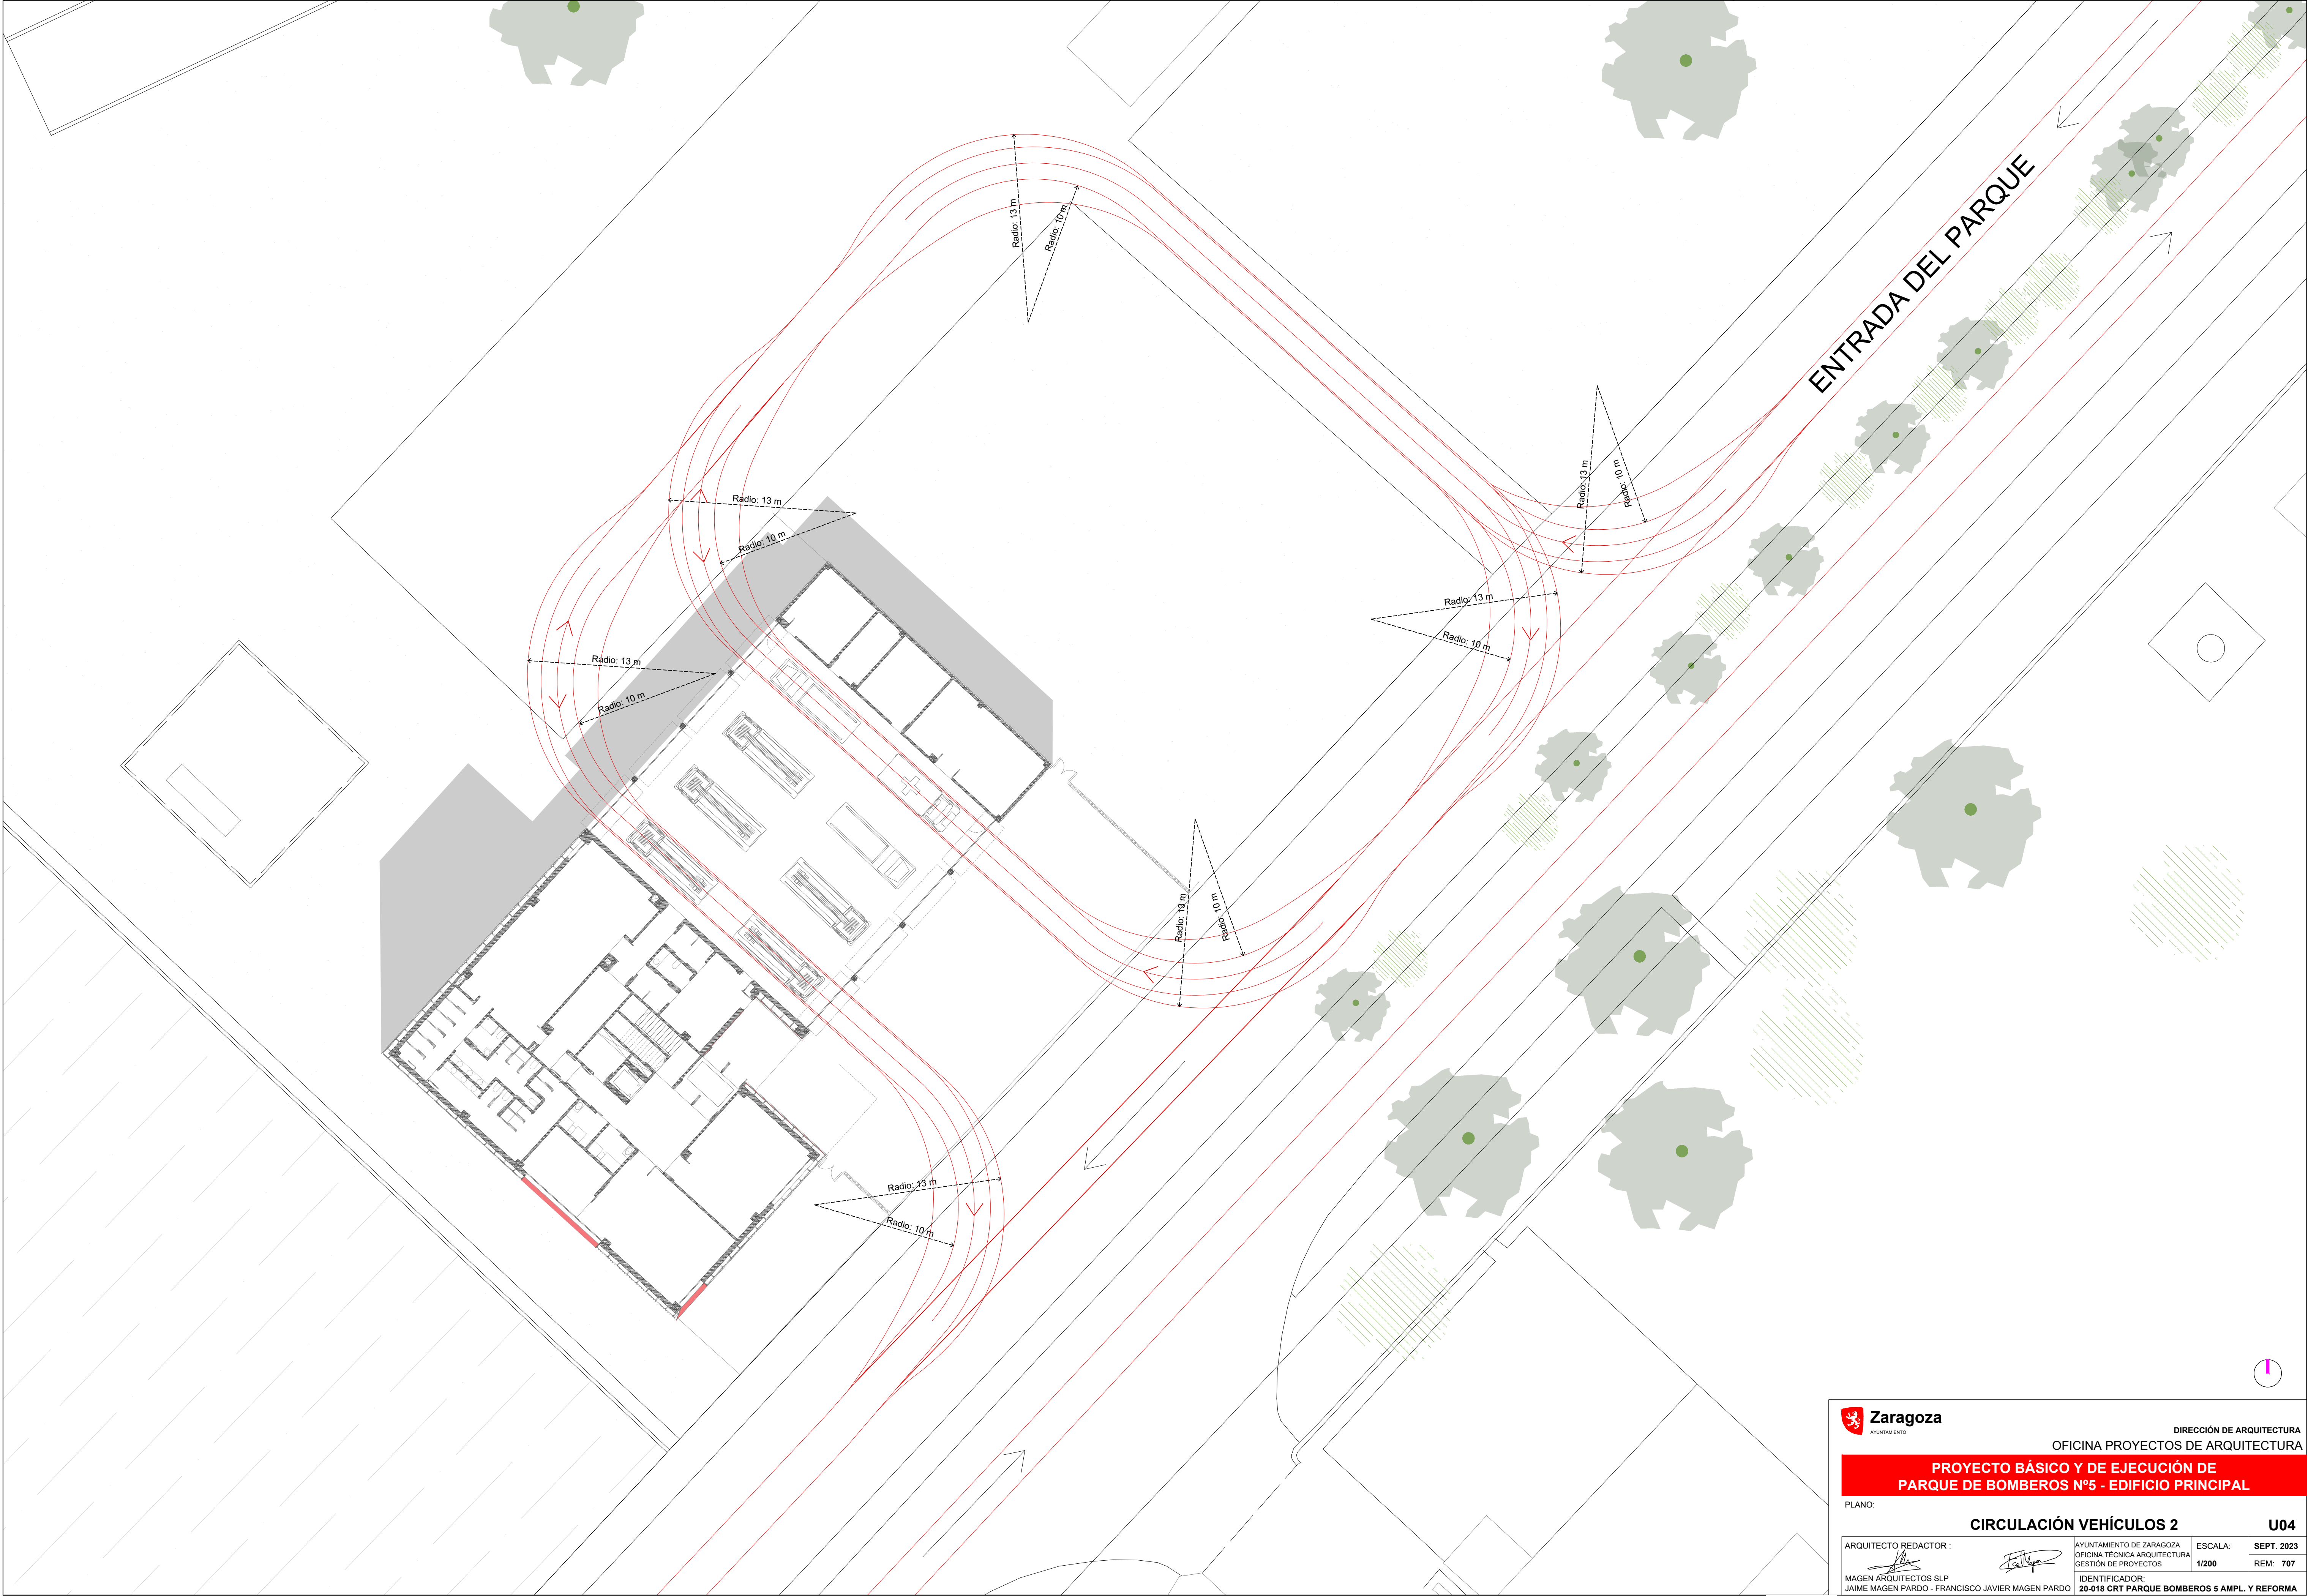 ENTRADA DEL PARQUE
Radio: 13 m
Radio: 10 m
Radio: 13 m
Radio: 10 m
Radio: 13 m
Radio: 10 m
Radio: 13 m
Radio: 10 m
Radio: 13 m
Radio: 10 m
Radio: 13 m
Radio: 10 m
Radio: 13 m
Radio: 10 m
Zaragoza
AYUNTAMIENTO
DIRECCIÓN DE ARQUITECTURA
OFICINA PROYECTOS DE ARQUITECTURA
PROYECTO BÁSICO Y DE EJECUCIÓN DE
PARQUE DE BOMBEROS Nº5 - EDIFICIO PRINCIPAL
PLANO:
CIRCULACIÓN VEHÍCULOS 2 U04
ARQUITECTO REDACTOR :
MAGEN ARQUITECTOS SLP
JAIME MAGEN PARDO - FRANCISCO JAVIER MAGEN PARDO
AYUNTAMIENTO DE ZARAGOZA
OFICINA TÉCNICA ARQUITECTURA
GESTIÓN DE PROYECTOS
ESCALA:
1/200
SEPT. 2023
REM: 707
IDENTIFICADOR:
20-018 CRT PARQUE BOMBEROS 5 AMPL. Y REFORMA